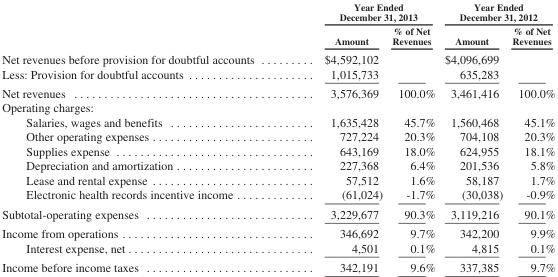 Year Ended December 31, 2013 Year Ended December 31, 2012
Amount % of Net Revenues Amount % of Net Revenues
Net revenues before provision for doubtful accounts ......... $4,592,102 $4,096,699
Less: Provision for doubtful accounts ..................... 1,015,733 635,283
Net revenues ........................................ 3,576,369 100.0% 3,461,416 100.0%
Operating charges:
Salaries, wages and benefits ........................ 1,635,428 45.7% 1,560,468 45.1%
Other operating expenses ........................... 727,224 20.3% 704,108 20.3%
Supplies expense ................................. 643,169 18.0% 624,955 18.1%
Depreciation and amortization ....................... 227,368 6.4% 201,536 5.8%
Lease and rental expense ........................... 57,512 1.6% 58,187 1.7%
Electronic health records incentive income ............. (61,024) -1.7% (30,038) -0.9%
Subtotal-operating expenses ............................ 3,229,677 90.3% 3,119,216 90.1%
Income from operations ................................ 346,692 9.7% 342,200 9.9%
Interest expense, net ............................... 4,501 0.1% 4,815 0.1%
Income before income taxes ............................ 342,191 9.6% 337,385 9.7%